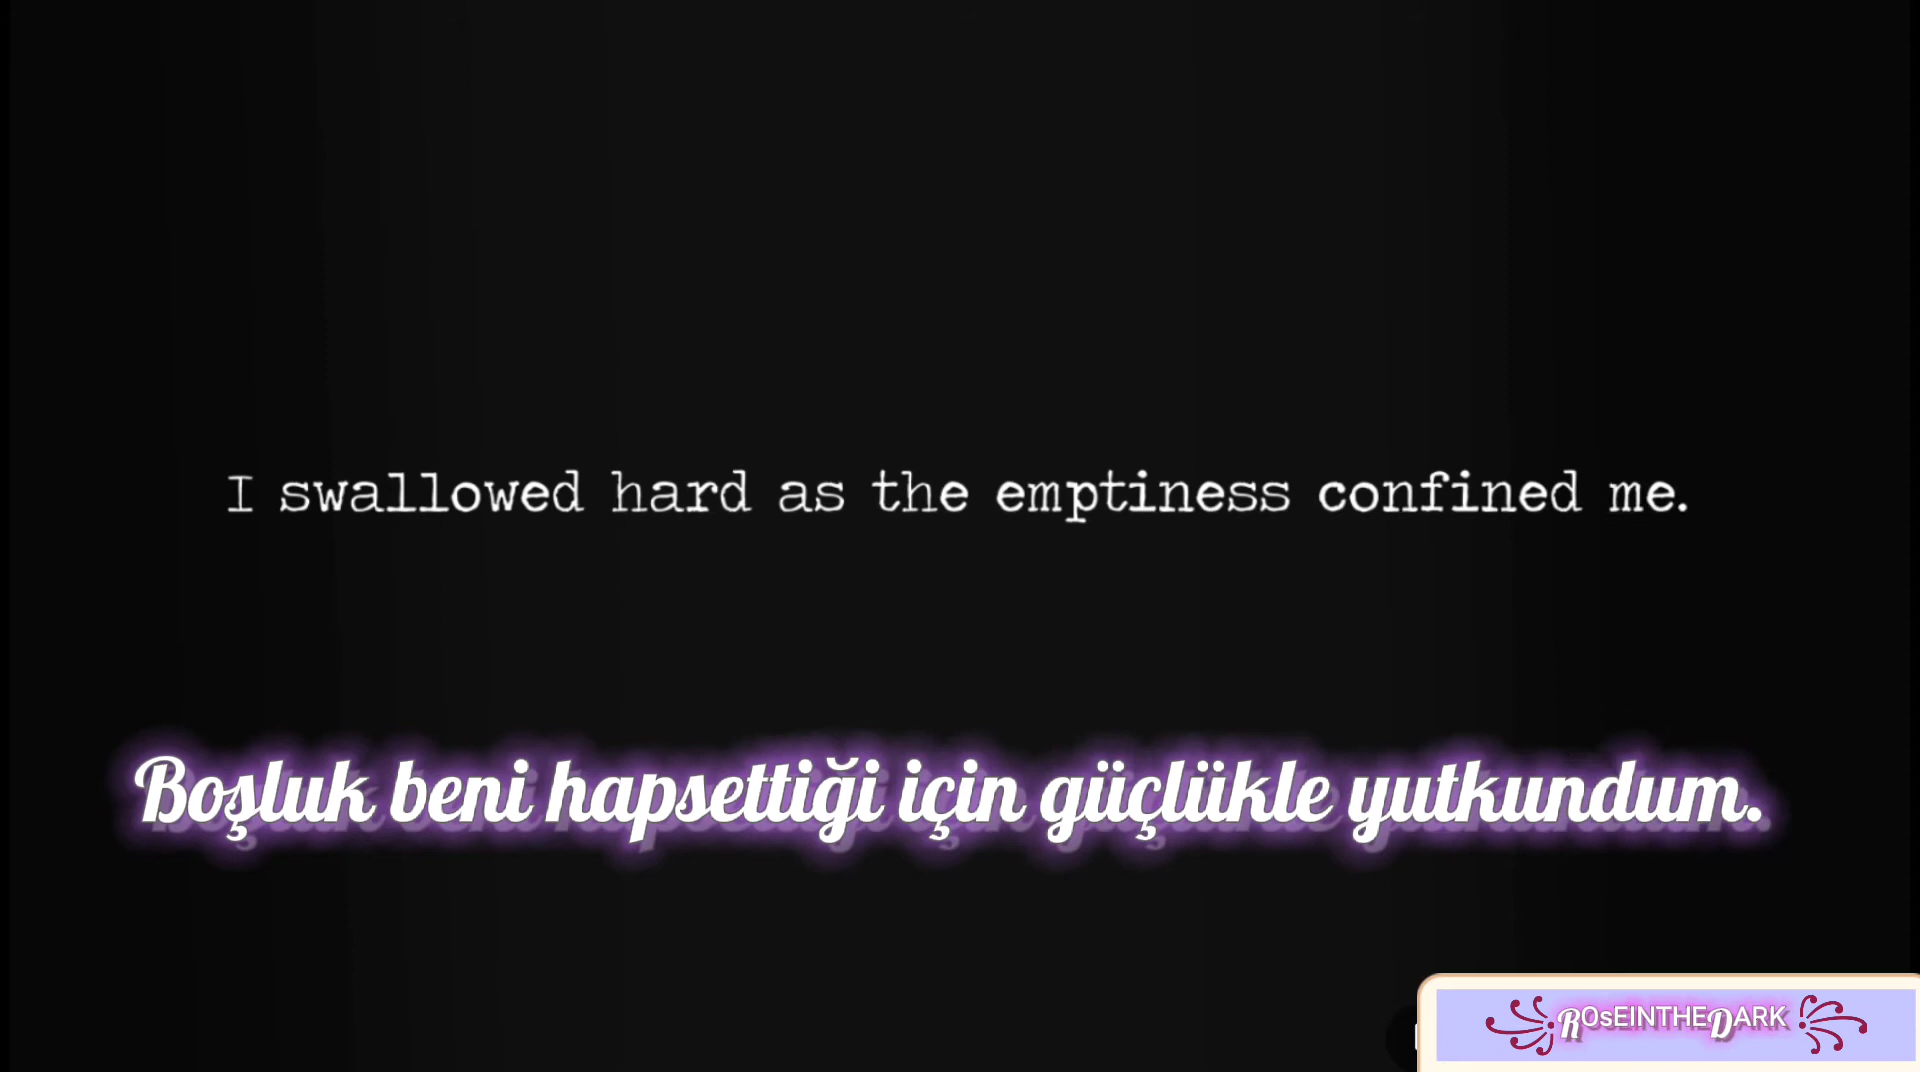 I swallowed hard as the emptiness confined me.
Boşluk beni hapsettiği için güçlükle yutkundum.
ROsEINTHEDARK